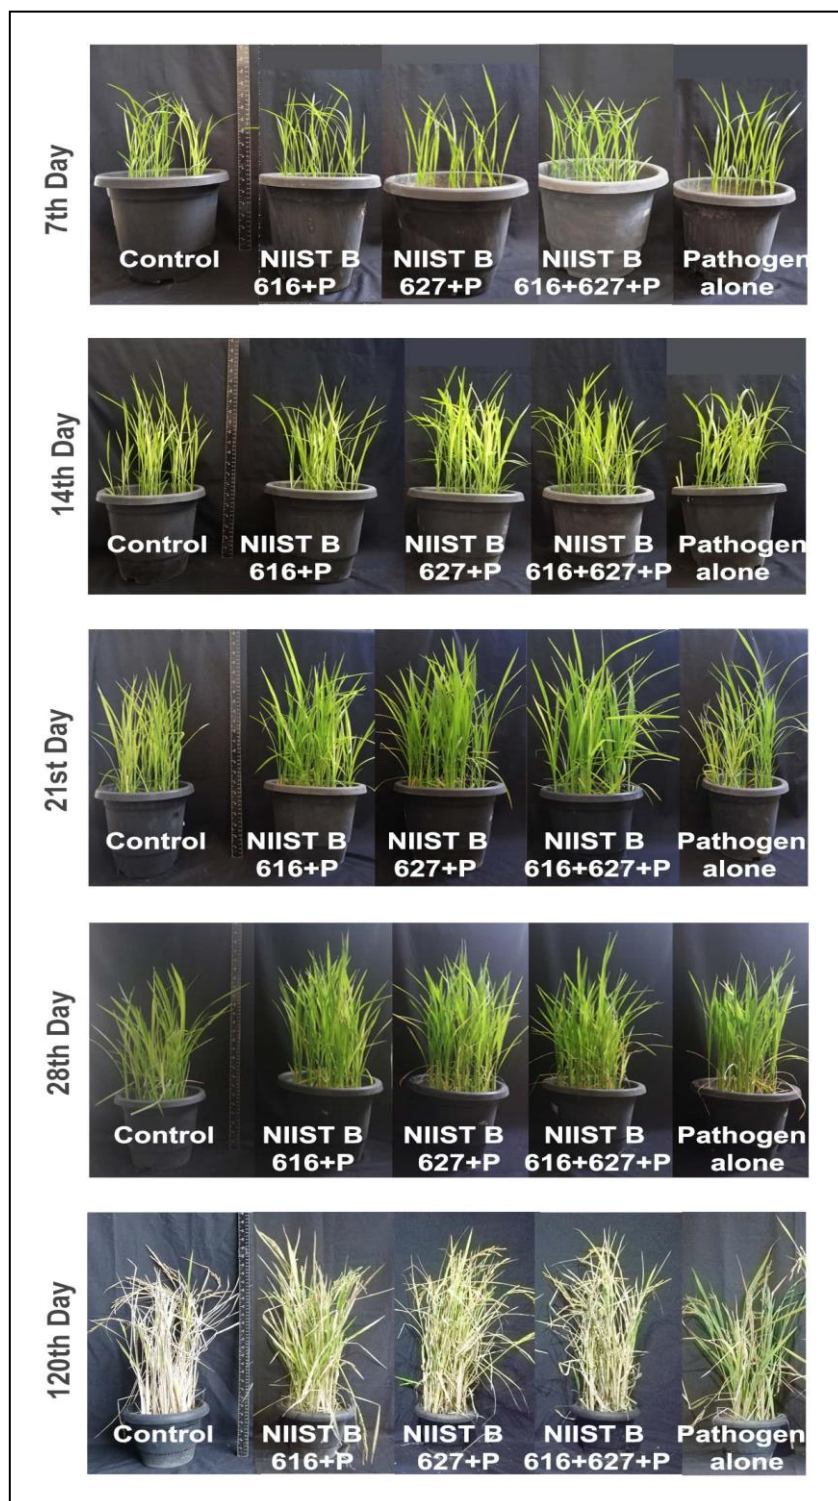 7th Day
Control
NIIST B
616+P
NIIST B
627+P
NIIST B
616+627+P
Pathogen
alone
14th Day
Control
NIIST B
616+P
NIIST B
627+P
NIIST B
616+627+P
Pathogen
alone
21st Day
Control
NIIST B
616+P
NIIST B
627+P
NIIST B
616+627+P
Pathogen
alone
28th Day
Control
NIIST B
616+P
NIIST B
627+P
NIIST B
616+627+P
Pathogen
alone
120th Day
Control
NIIST B
616+P
NIIST B
627+P
NIIST B
616+627+P
Pathogen
alone